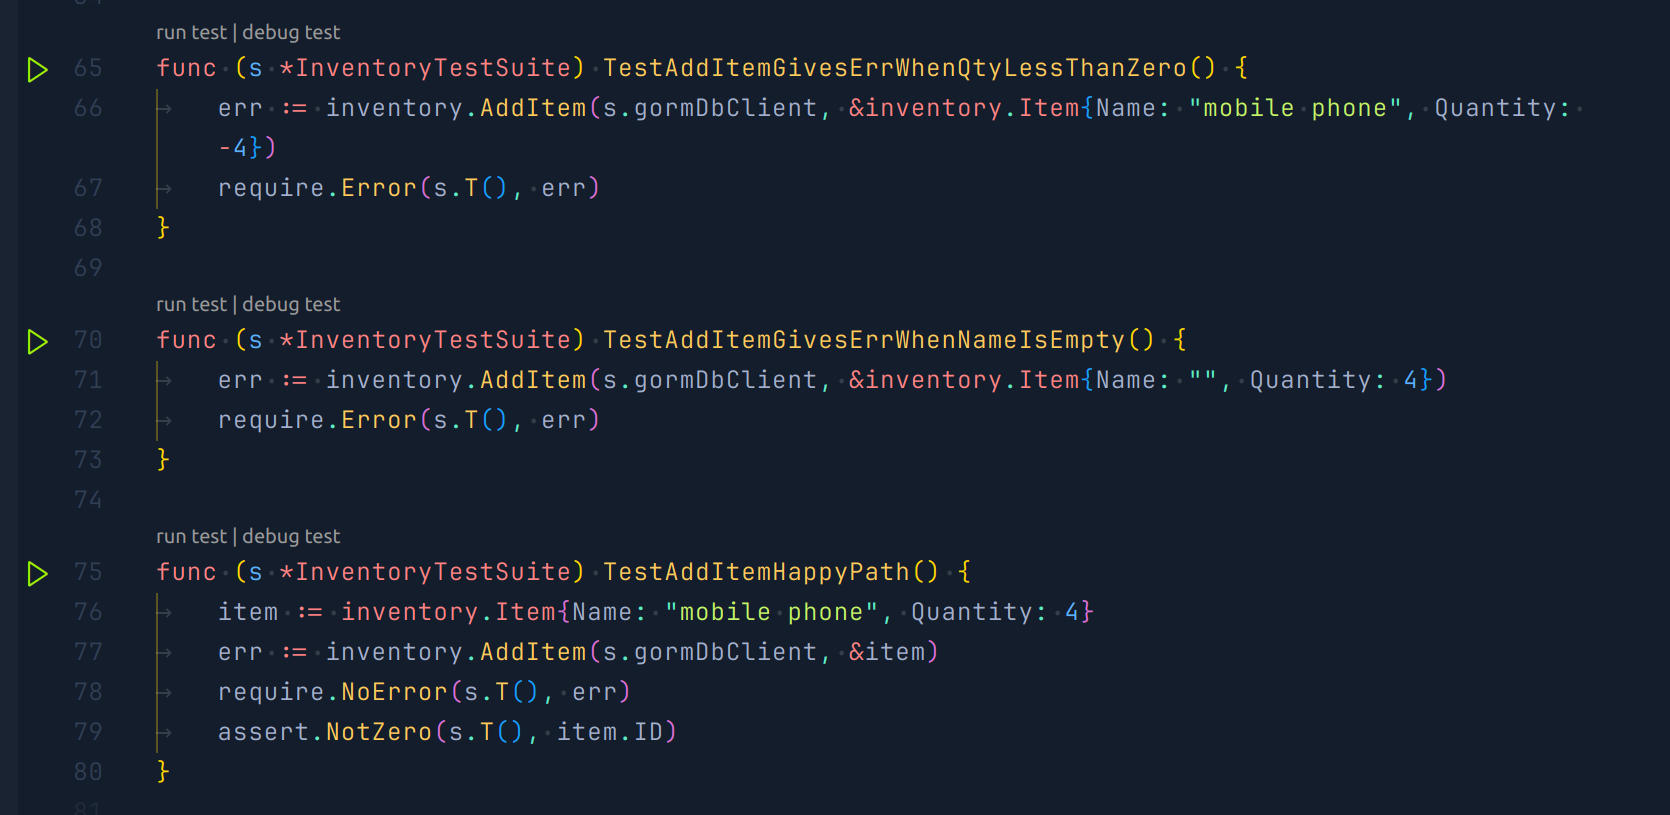 run test | debug test
65 func (s *InventoryTestSuite) TestAddItemGivesErrWhenQtyLessThanZero() {
66 err := inventory.AddItem(s.gormDbClient, &inventory.Item{Name: "mobile phone", Quantity:
-4})
67 require.Error(s.T(), err)
68 }
69
run test | debug test
70 func (s *InventoryTestSuite) TestAddItemGivesErrWhenNameIsEmpty() {
71 err := inventory.AddItem(s.gormDbClient, &inventory.Item{Name: "", Quantity: 4})
72 require.Error(s.T(), err)
73 }
74
run test | debug test
75 func (s *InventoryTestSuite) TestAddItemHappyPath() {
76 item := inventory.Item{Name: "mobile phone", Quantity: 4}
77 err := inventory.AddItem(s.gormDbClient, &item)
78 require.NoError(s.T(), err)
79 assert.NotZero(s.T(), item.ID)
80 }
81